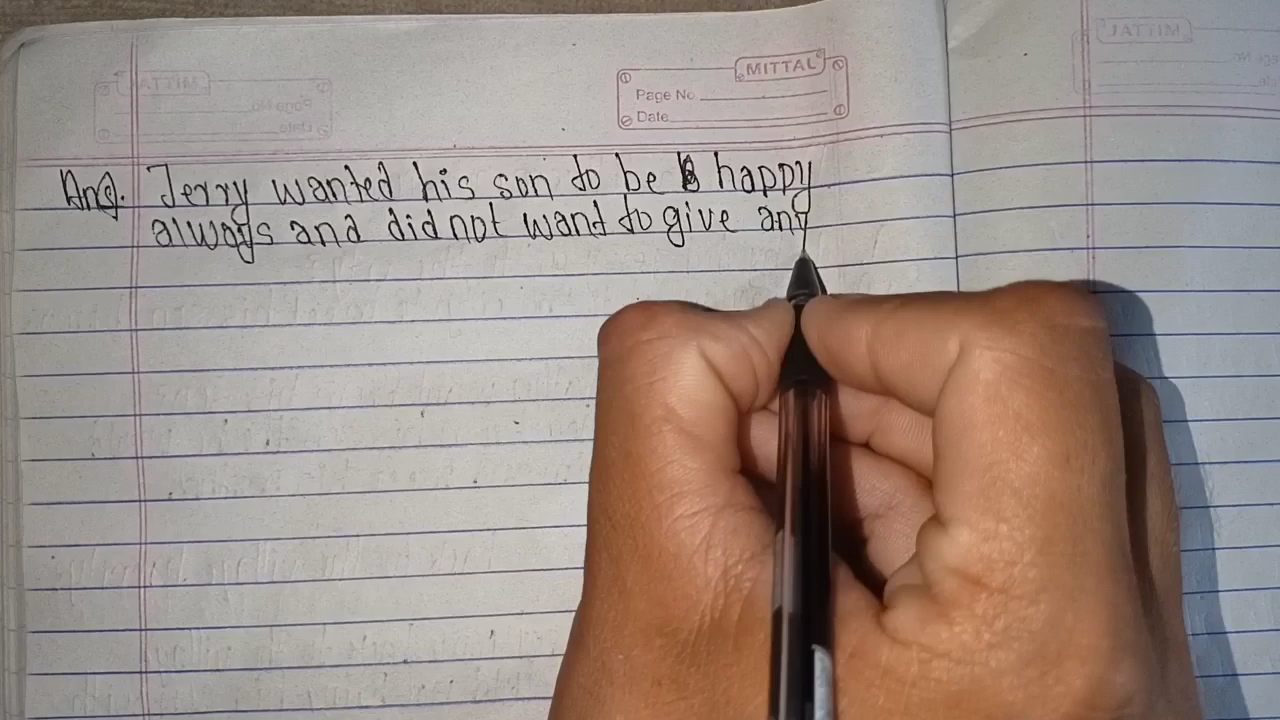 MITTAL
Page No
Date
Ans. Jerry wanted his son to be happy
always and did not want to give any